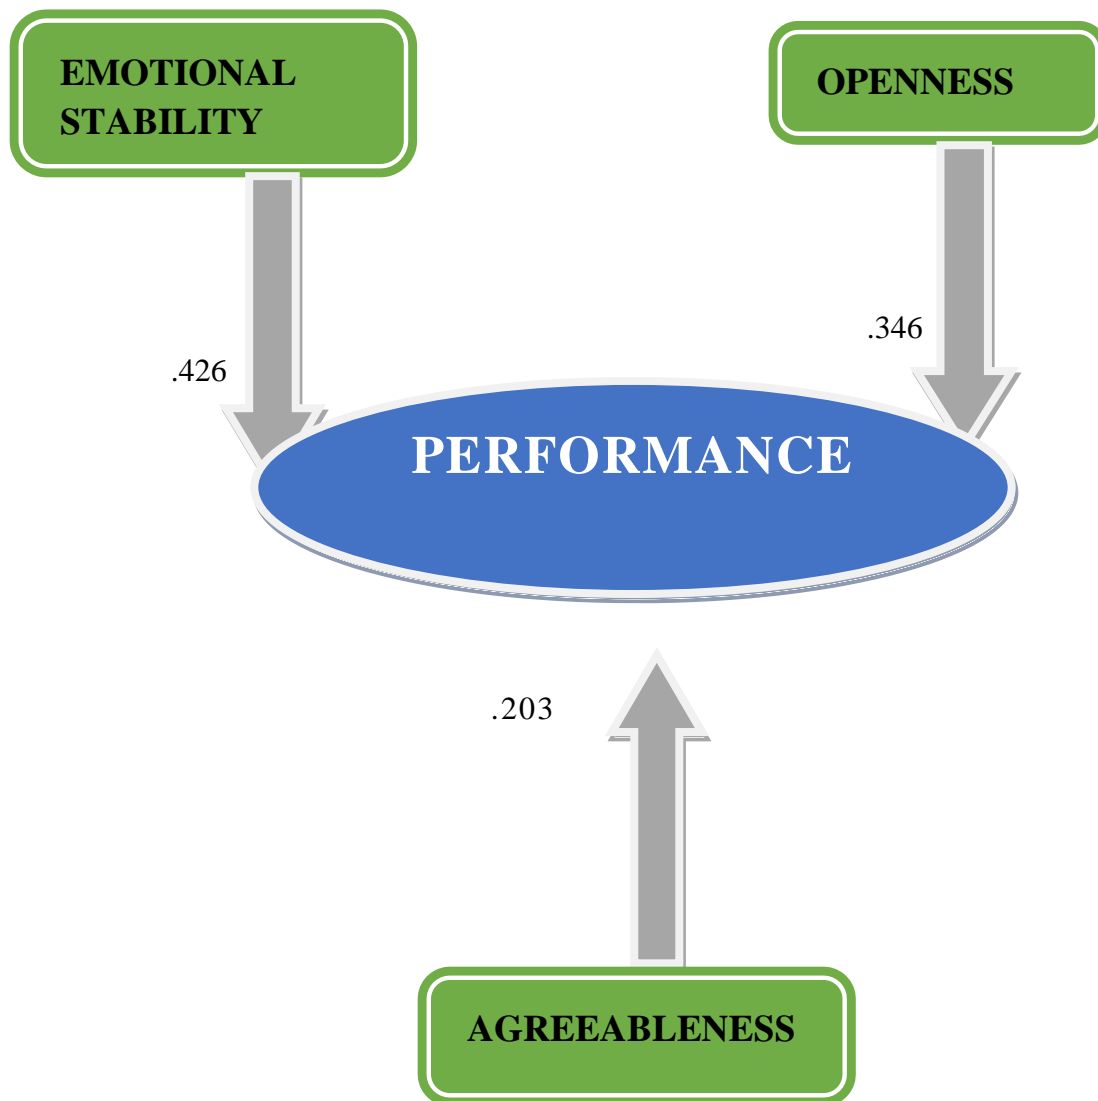 EMOTIONAL
STABILITY
OPENNESS
.346
.426
PERFORMANCE
.203
AGREEABLENESS